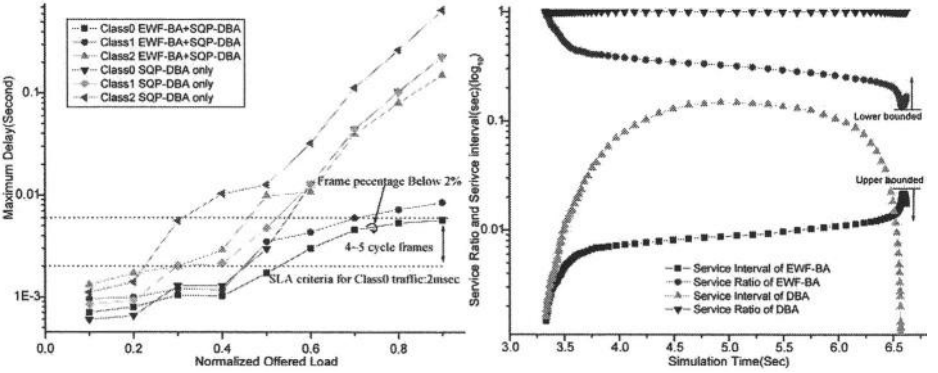 Maximum Delay(Second)
0.1
0.01
1E-3
Class0 EWF-BA+SQP-DBA
Class1 EWF-BA+SQP-DBA
Class2 EWF-BA+SQP-DBA
Class0 SQP-DBA only
Class1 SQP-DBA only
Class2 SQP-DBA only
Frame pecentage Below 2%
4~5 cycle frames
SLA criteria for Class0 traffic:2msec
0.0 0.2 0.4 0.6 0.8 1.0
Normalized Offered Load
Service Ratio and Serivce interval(sec)(log10)
1
0.1
0.01
Lower bounded
Upper bounded
Service Interval of EWF-BA
Service Ratio of EWF-BA
Service Interval of DBA
Service Ratio of DBA
3.0 3.5 4.0 4.5 5.0 5.5 6.0 6.5
Simulation Time(Sec)